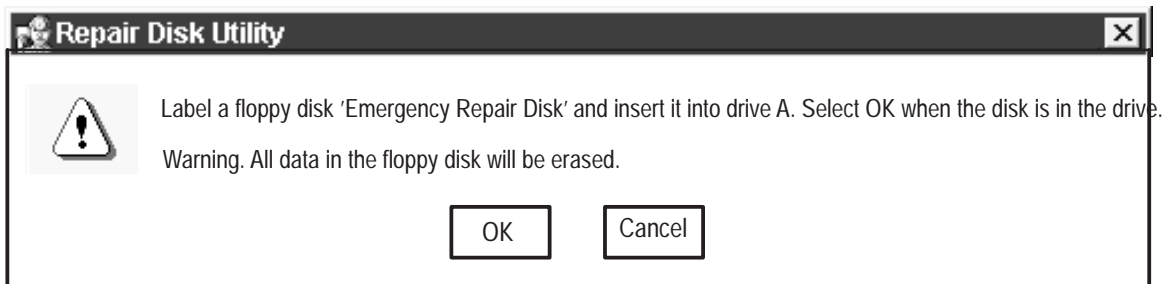 Repair Disk Utility
Label a floppy disk ′Emergency Repair Disk′ and insert it into drive A. Select OK when the disk is in the drive.
Warning. All data in the floppy disk will be erased.
OK Cancel